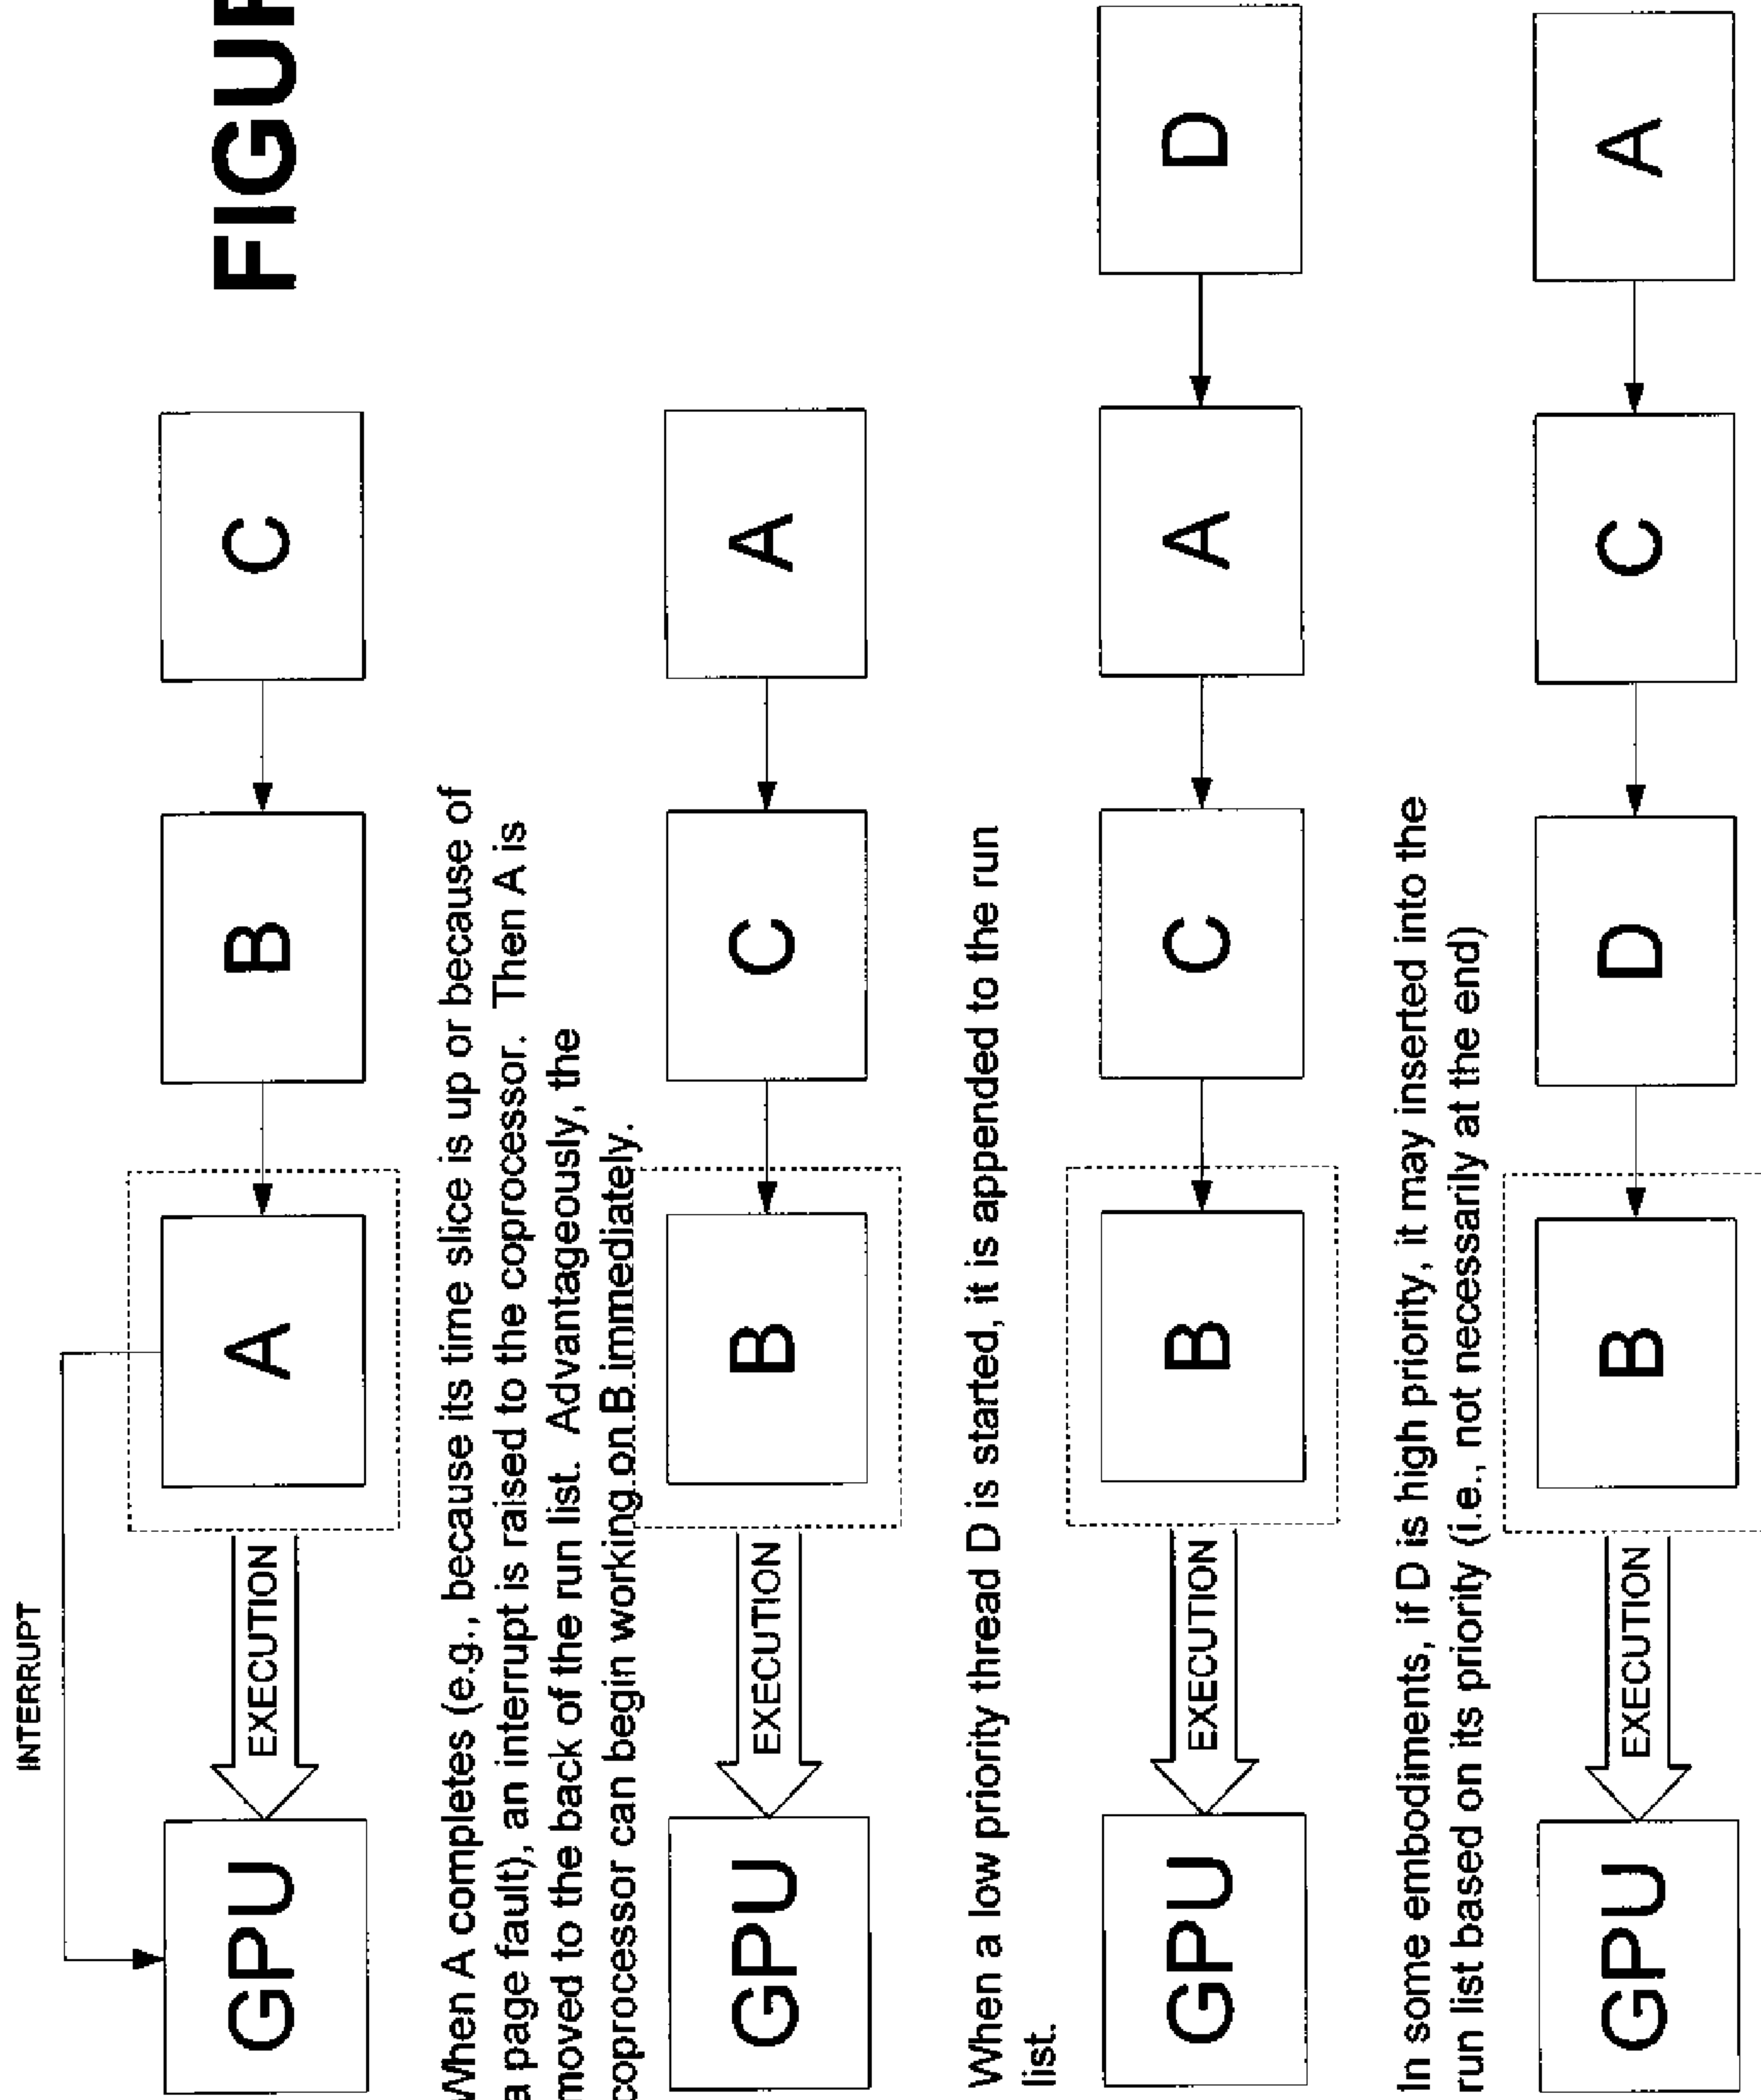 INTERRUPT
GPU
EXECUTION
A
B
C
FIGUR
When A completes (e.g., because its time slice is up or because of
a page fault), an interrupt is raised to the coprocessor. Then A is
moved to the back of the run list. Advantageously, the
coprocessor can begin working on B immediately.
GPU
EXECUTION
B
C
A
When a low priority thread D is started, it is appended to the run
list.
GPU
EXECUTION
B
C
A
D
In some embodiments, if D is high priority, it may inserted into the
run list based on its priority (i.e., not necessarily at the end)
GPU
EXECUTION
B
D
C
A